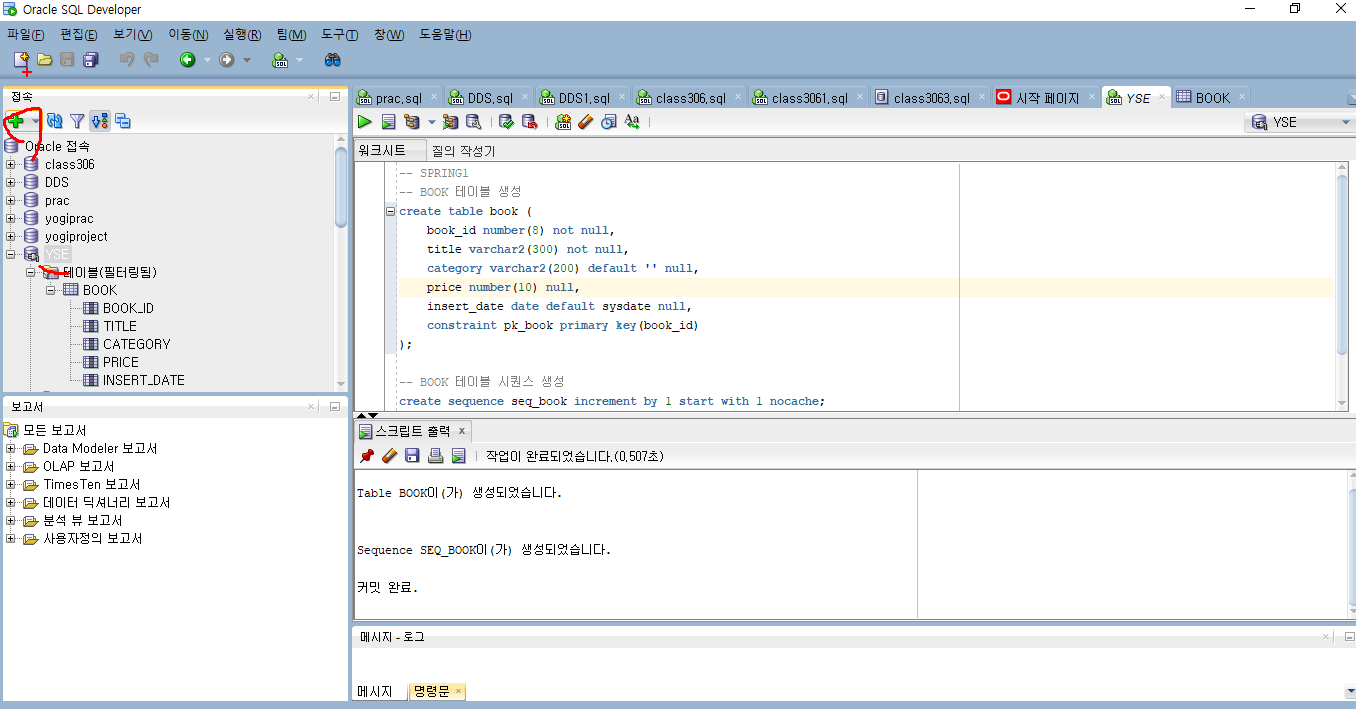 Oracle SQL Developer
파일(F) 편집(E) 보기(V) 이동(N) 실행(R) 팀(M) 도구(T) 창(W) 도움말(H)
접속
Oracle 접속
class306
DDS
prac
yogiprac
yogiproject
YSE
테이블(필터링됨)
BOOK
BOOK_ID
TITLE
CATEGORY
PRICE
INSERT_DATE
보고서
모든 보고서
Data Modeler 보고서
OLAP 보고서
TimesTen 보고서
데이터 딕셔너리 보고서
분석 뷰 보고서
사용자정의 보고서
prac.sql DDS.sql DDS1.sql class306.sql class3061.sql class3063.sql 시작 페이지 YSE BOOK
YSE
워크시트 질의 작성기
-- SPRING1
-- BOOK 테이블 생성
create table book (
book_id number(8) not null,
title varchar2(300) not null,
category varchar2(200) default '' null,
price number(10) null,
insert_date date default sysdate null,
constraint pk_book primary key(book_id)
);
-- BOOK 테이블 시퀀스 생성
create sequence seq_book increment by 1 start with 1 nocache;
스크립트 출력
작업이 완료되었습니다.(0.507초)
Table BOOK이(가) 생성되었습니다.
Sequence SEQ_BOOK이(가) 생성되었습니다.
커밋 완료.
메시지 - 로그
메시지 명령문